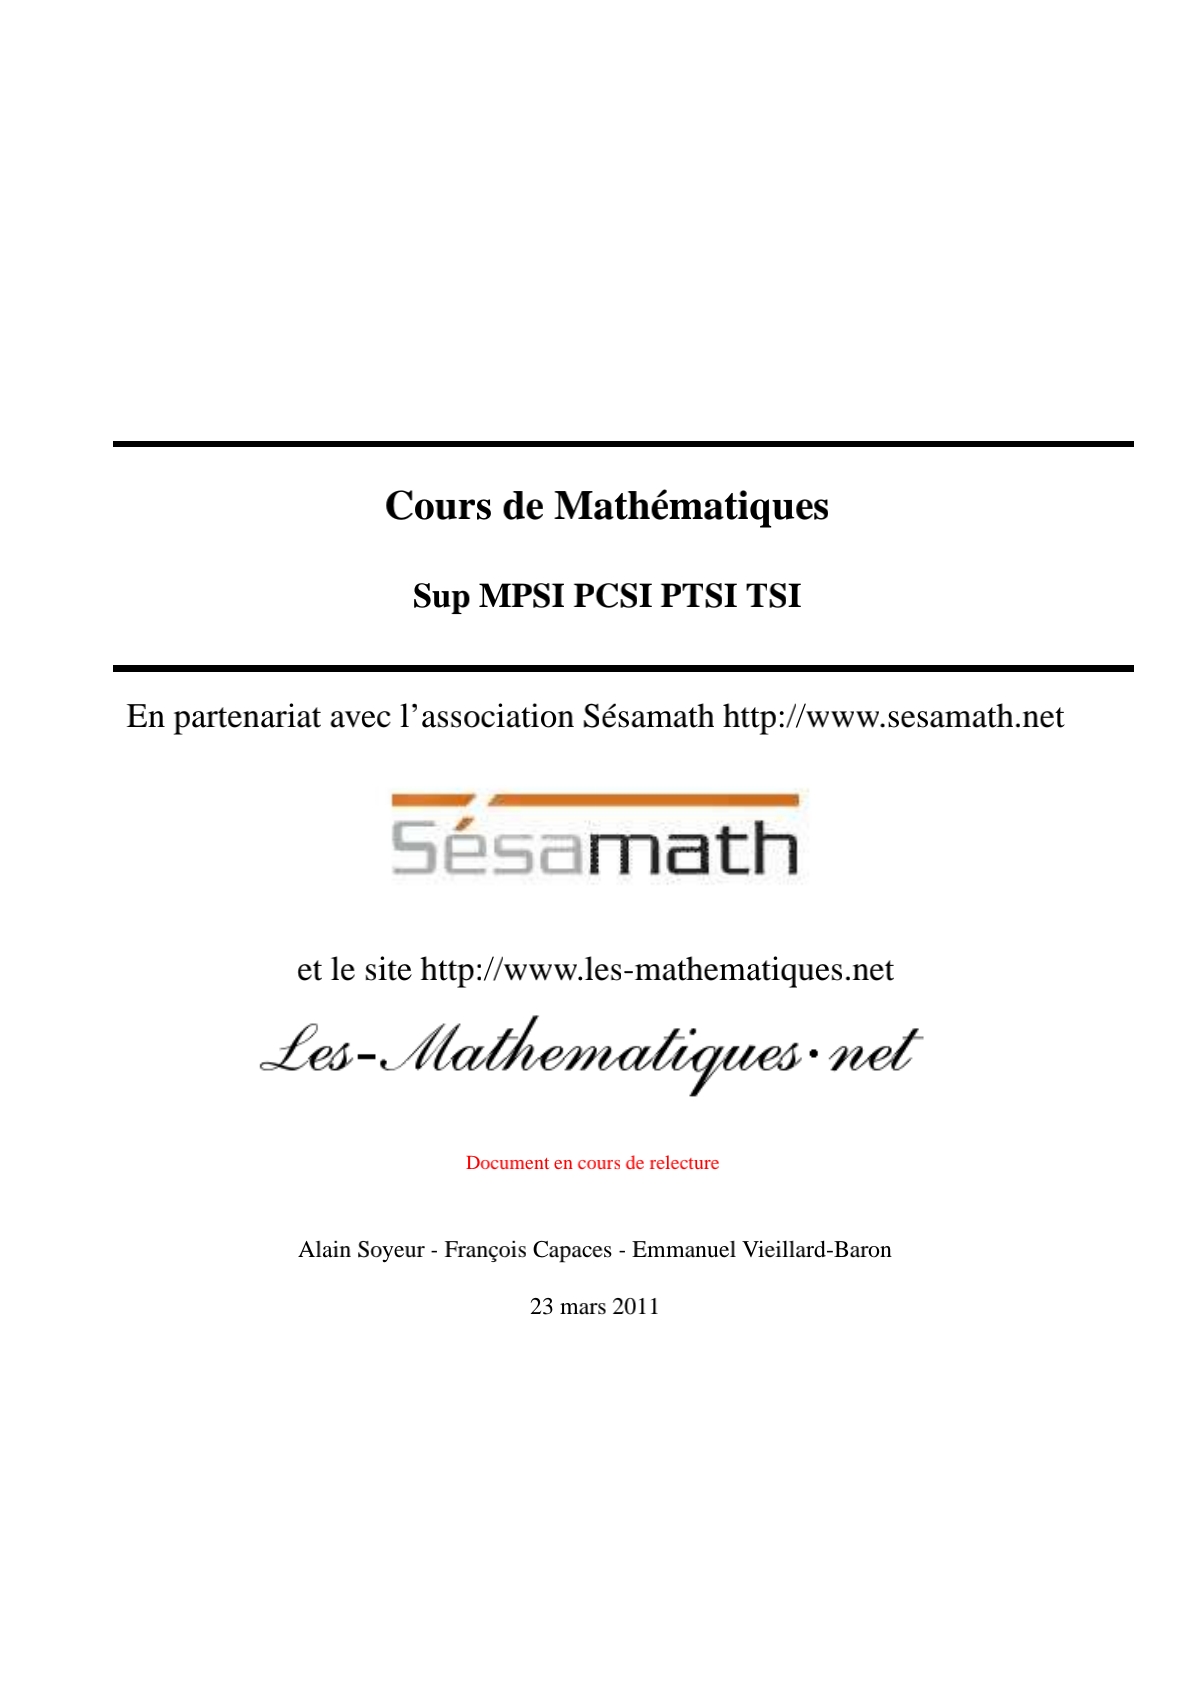 Cours de Mathématiques
Sup MPSI PCSI PTSI TSI
En partenariat avec l’association Sésamath http://www.sesamath.net
Sésamath
et le site http://www.les-mathematiques.net
Les-Mathematiques.net
Document en cours de relecture
Alain Soyeur - François Capaces - Emmanuel Vieillard-Baron
23 mars 2011